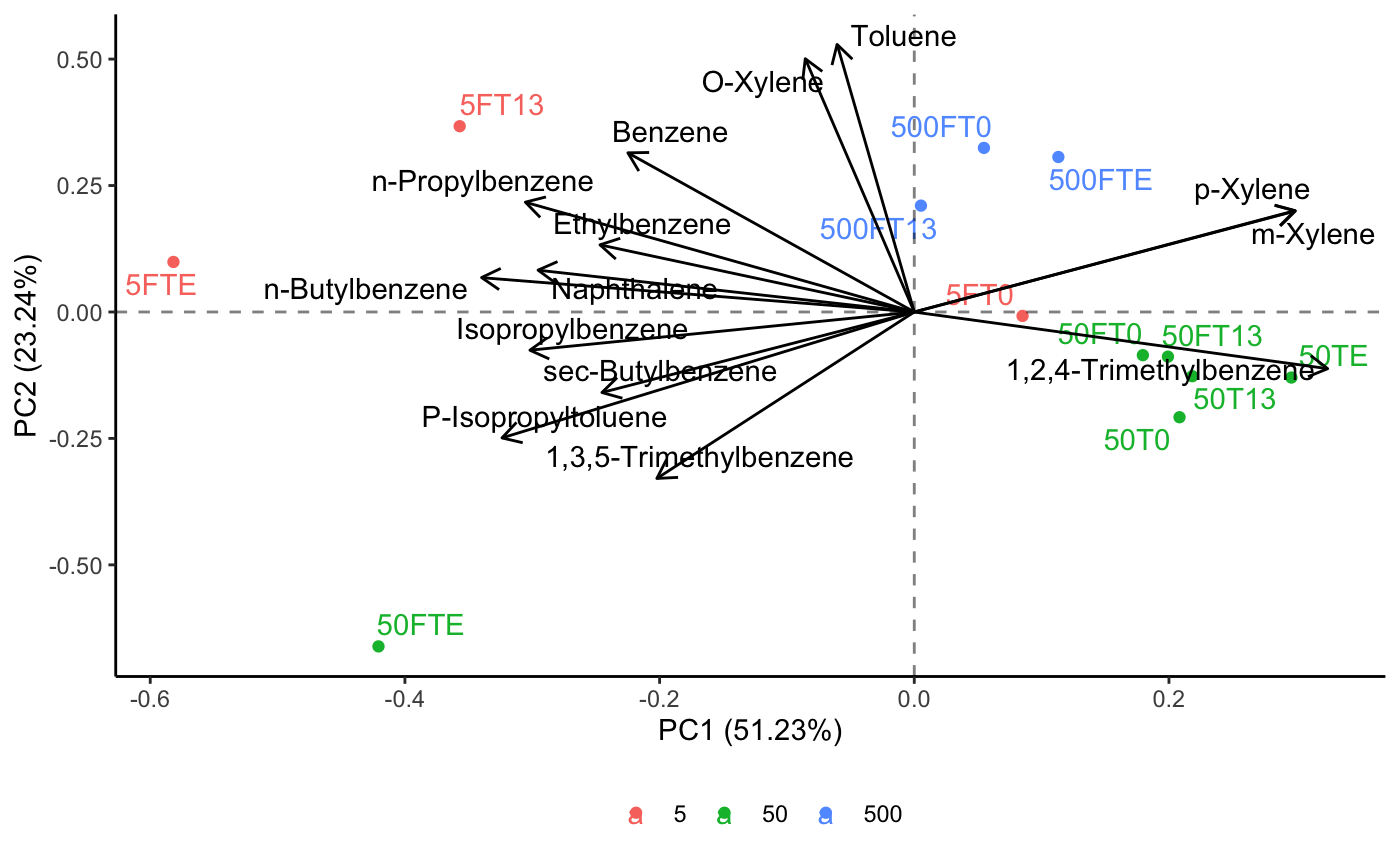 Toluene
0.50
O-Xylene
5FT13
500FT0
Benzene
500FTE
n-Propylbenzene
0.25
p-Xylene
Ethylbenzene
500FT13
m-Xylene
5FTE
n-Butylbenzene
Naphthalene
5FT0
0.00
Isopropylbenzene
50FT0
50FT13
50TE
sec-Butylbenzene
1,2,4-Trimethylbenzene
50T13
P-Isopropyltoluene
-0.25
50T0
1,3,5-Trimethylbenzene
PC2 (23.24%)
-0.50
50FTE
-0.6
-0.4
-0.2
0.0
0.2
PC1 (51.23%)
a 5 a 50 a 500